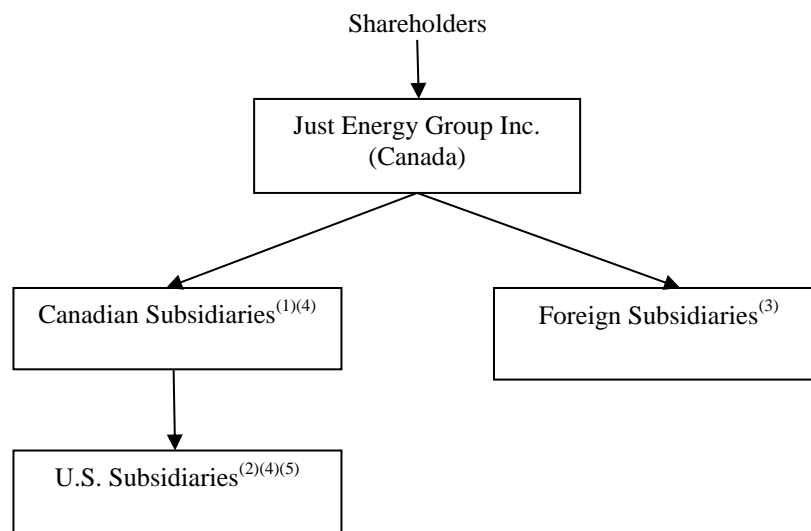 Shareholders
Just Energy Group Inc.
(Canada)
Canadian Subsidiaries(1)(4)
Foreign Subsidiaries(3)
U.S. Subsidiaries(2)(4)(5)